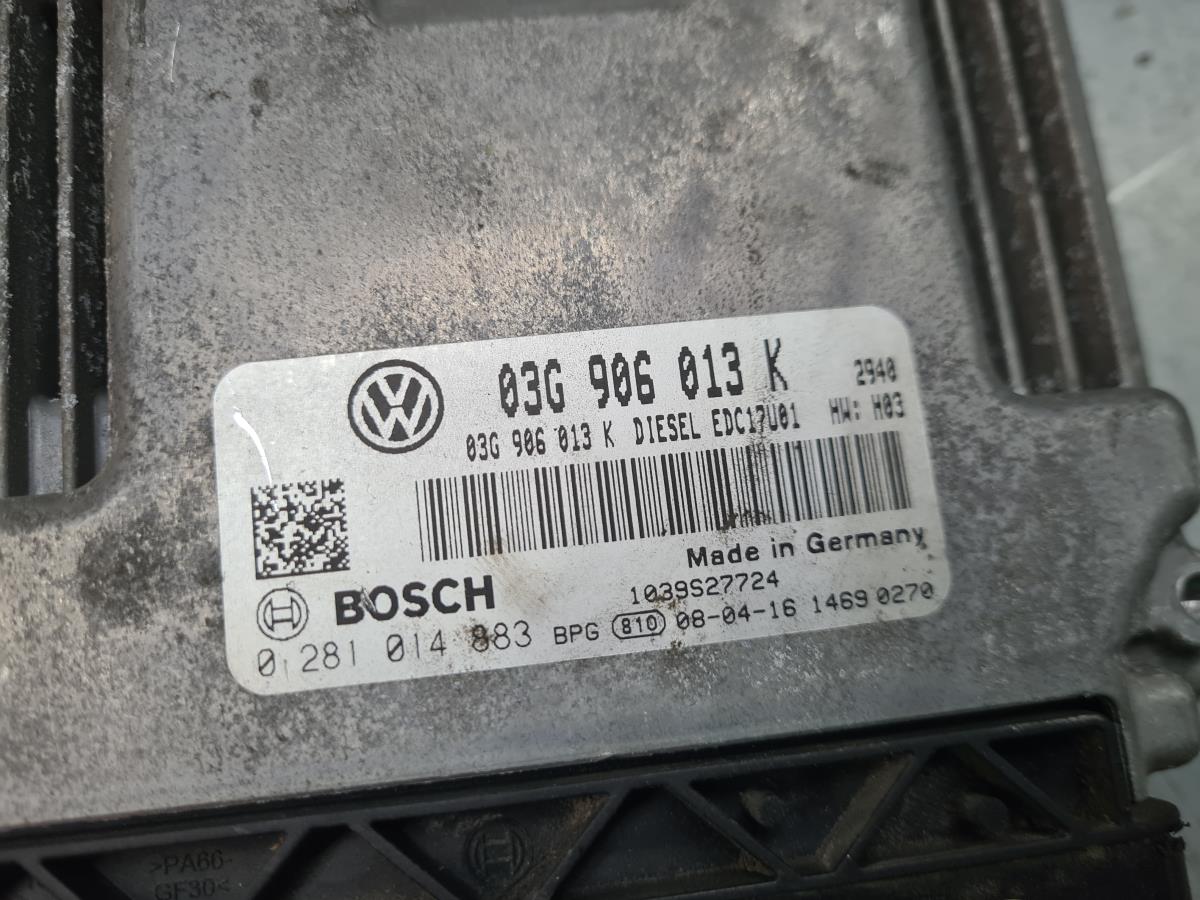 03G 906 013 K 2940
03G 906 013 K DIESEL EDC17U01 HW: H03
Made in Germany
BOSCH 1039S27724
0 281 014 883 BPG 810 08-04-16 1469 0270
>PA66-
GF30<